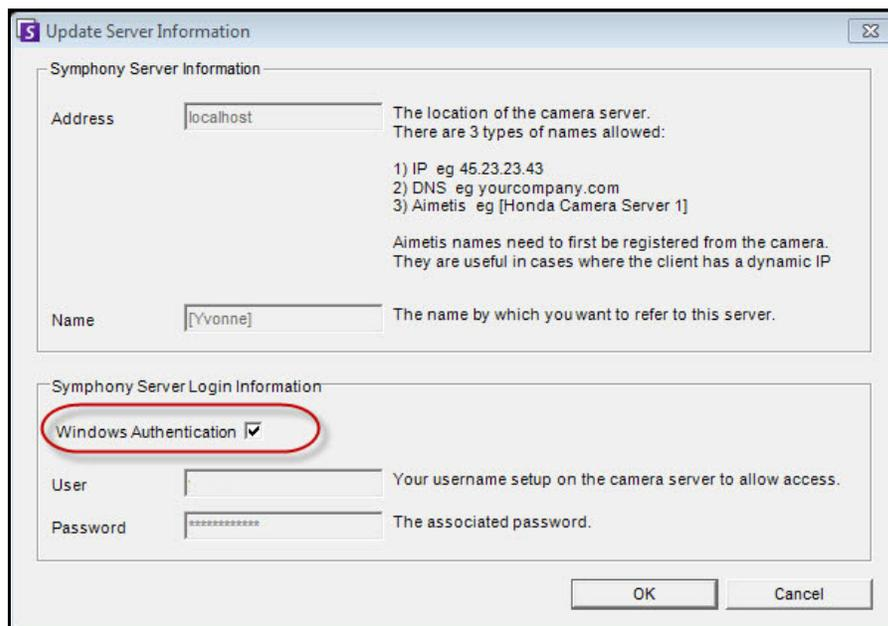 Update Server Information
Symphony Server Information
Address
localhost
The location of the camera server.
There are 3 types of names allowed:
1) IP eg 45.23.23.43
2) DNS eg yourcompany.com
3) Aimetis eg [Honda Camera Server 1]
Aimetis names need to first be registered from the camera.
They are useful in cases where the client has a dynamic IP
Name
[Yvonne]
The name by which you want to refer to this server.
Symphony Server Login Information
Windows Authentication
User
Your username setup on the camera server to allow access.
Password
************
The associated password.
OK
Cancel